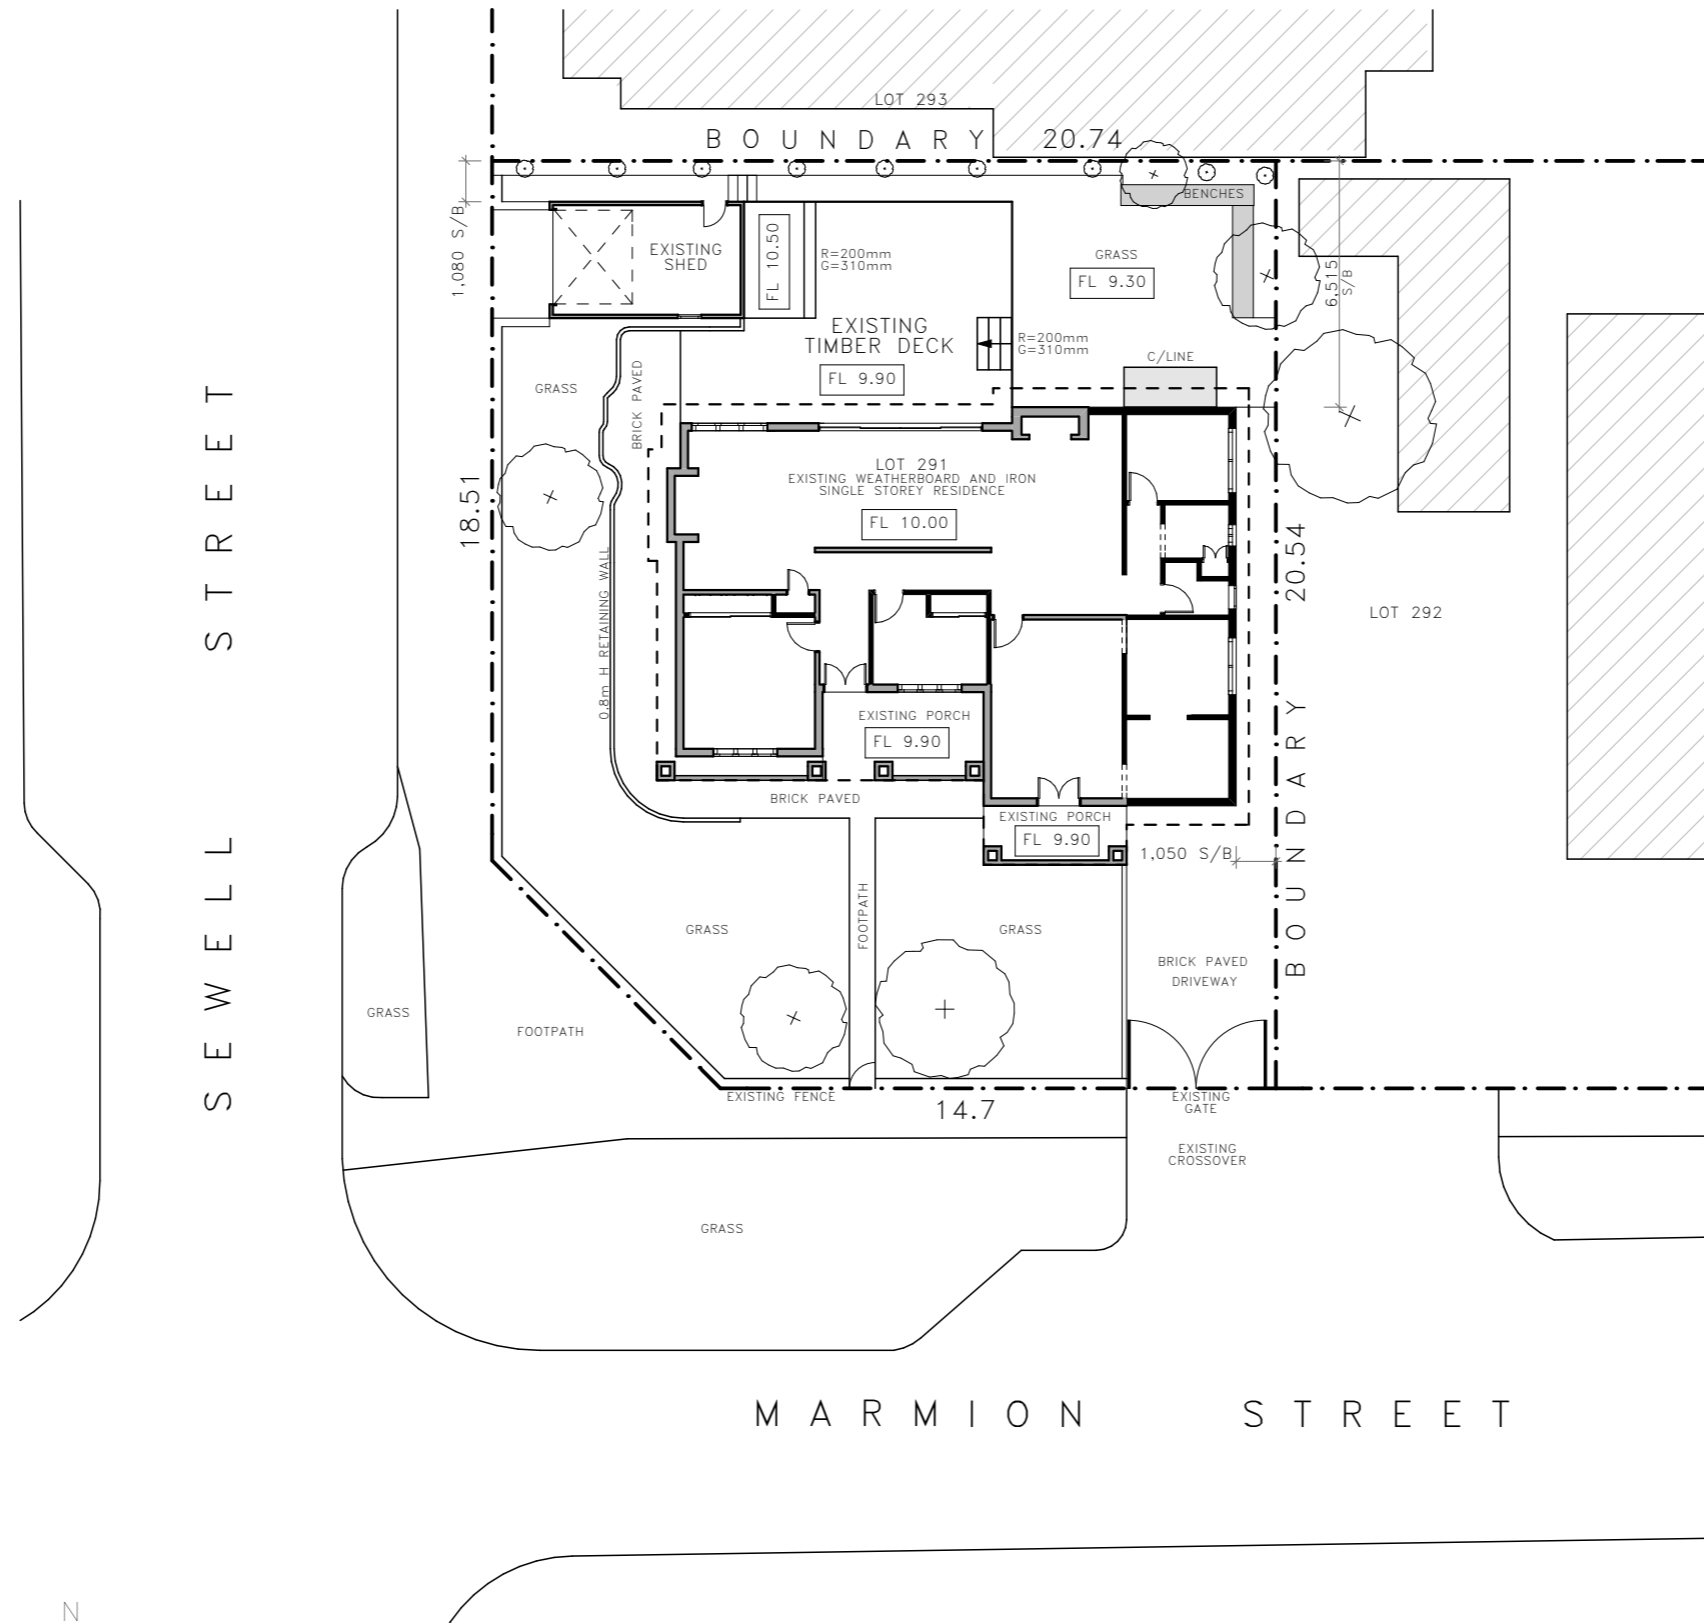 LOT 293
BOUNDARY 20.74
1,080 S/B
BENCHES
EXISTING
SHED
FL 10.50
R=200mm
G=310mm
GRASS
FL 9.30
6.515
S/B
EXISTING
TIMBER DECK
FL 9.90
R=200mm
G=310mm
C/LINE
GRASS
BRICK PAVED
LOT 291
EXISTING WEATHERBOARD AND IRON
SINGLE STOREY RESIDENCE
FL 10.00
18.51
0.8m H RETAINING WALL
SEWELL STREET
BOUNDARY 20.54
LOT 292
EXISTING PORCH
FL 9.90
BRICK PAVED
EXISTING PORCH
FL 9.90
1,050 S/B
FOOTPATH
GRASS
GRASS
BRICK PAVED
DRIVEWAY
GRASS
FOOTPATH
EXISTING FENCE
14.7
EXISTING
GATE
EXISTING
CROSSOVER
GRASS
MARMION STREET
N